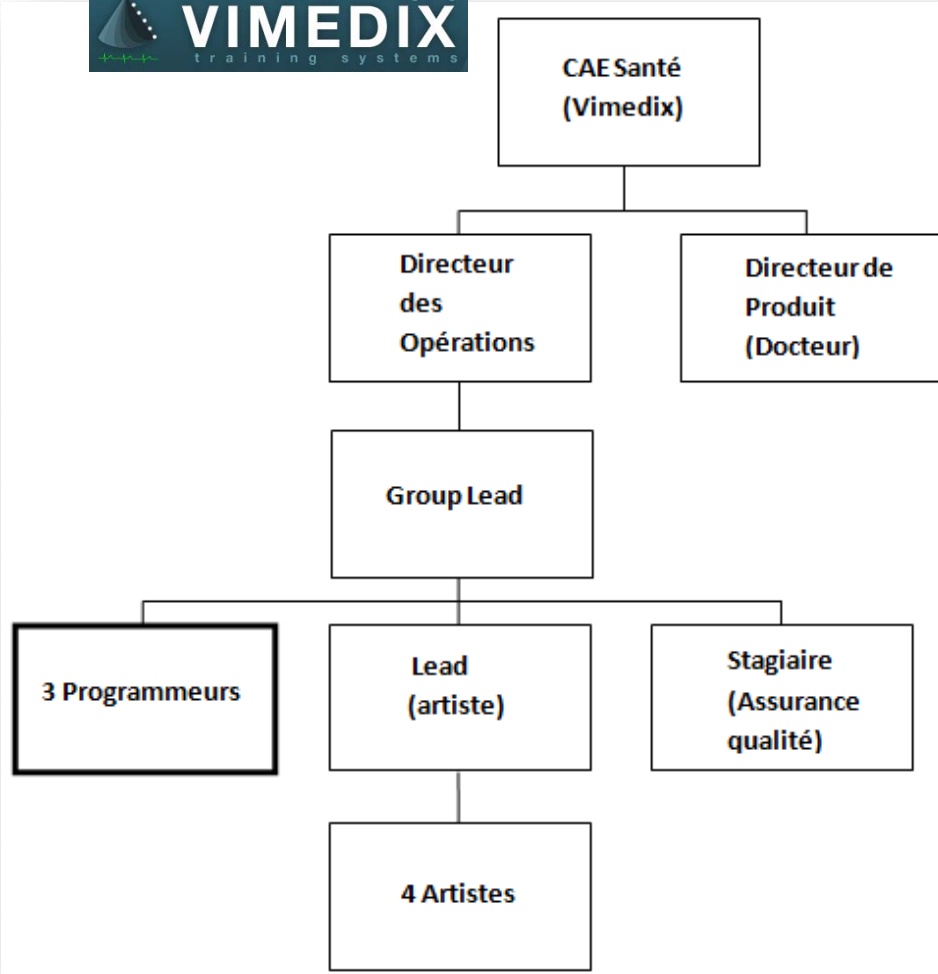 VIMEDIX
training systems
CAE Santé
(Vimedix)
Directeur
des
Opérations
Directeur de
Produit
(Docteur)
Group Lead
3 Programmeurs
Lead
(artiste)
Stagiaire
(Assurance
qualité)
4 Artistes